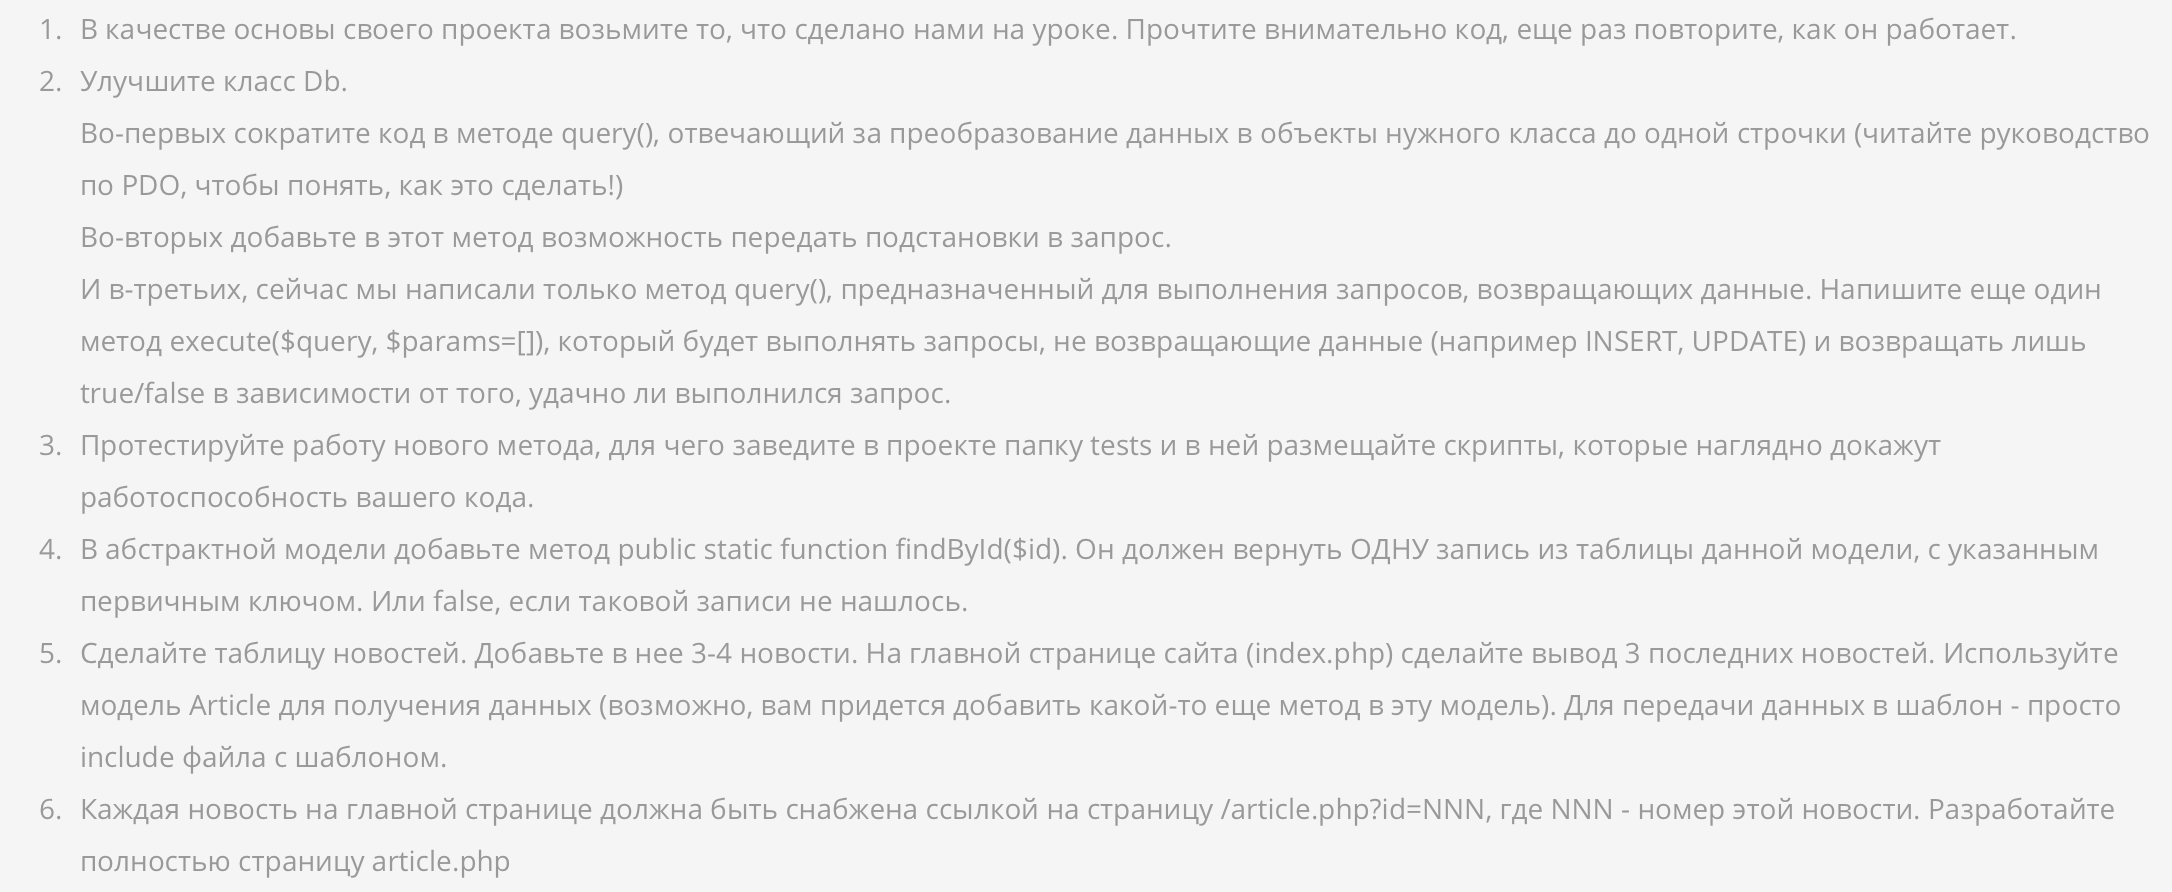 1. В качестве основы своего проекта возьмите то, что сделано нами на уроке. Прочтите внимательно код, еще раз повторите, как он работает.
2. Улучшите класс Db.
Во-первых сократите код в методе query(), отвечающий за преобразование данных в объекты нужного класса до одной строчки (читайте руководство
по PDO, чтобы понять, как это сделать!)
Во-вторых добавьте в этот метод возможность передать подстановки в запрос.
И в-третьих, сейчас мы написали только метод query(), предназначенный для выполнения запросов, возвращающих данные. Напишите еще один
метод execute($query, $params=[]), который будет выполнять запросы, не возвращающие данные (например INSERT, UPDATE) и возвращать лишь
true/false в зависимости от того, удачно ли выполнился запрос.
3. Протестируйте работу нового метода, для чего заведите в проекте папку tests и в ней размещайте скрипты, которые наглядно докажут
работоспособность вашего кода.
4. В абстрактной модели добавьте метод public static function findById($id). Он должен вернуть ОДНУ запись из таблицы данной модели, с указанным
первичным ключом. Или false, если таковой записи не нашлось.
5. Сделайте таблицу новостей. Добавьте в нее 3-4 новости. На главной странице сайта (index.php) сделайте вывод 3 последних новостей. Используйте
модель Article для получения данных (возможно, вам придется добавить какой-то еще метод в эту модель). Для передачи данных в шаблон - просто
include файла с шаблоном.
6. Каждая новость на главной странице должна быть снабжена ссылкой на страницу /article.php?id=NNN, где NNN - номер этой новости. Разработайте
полностью страницу article.php